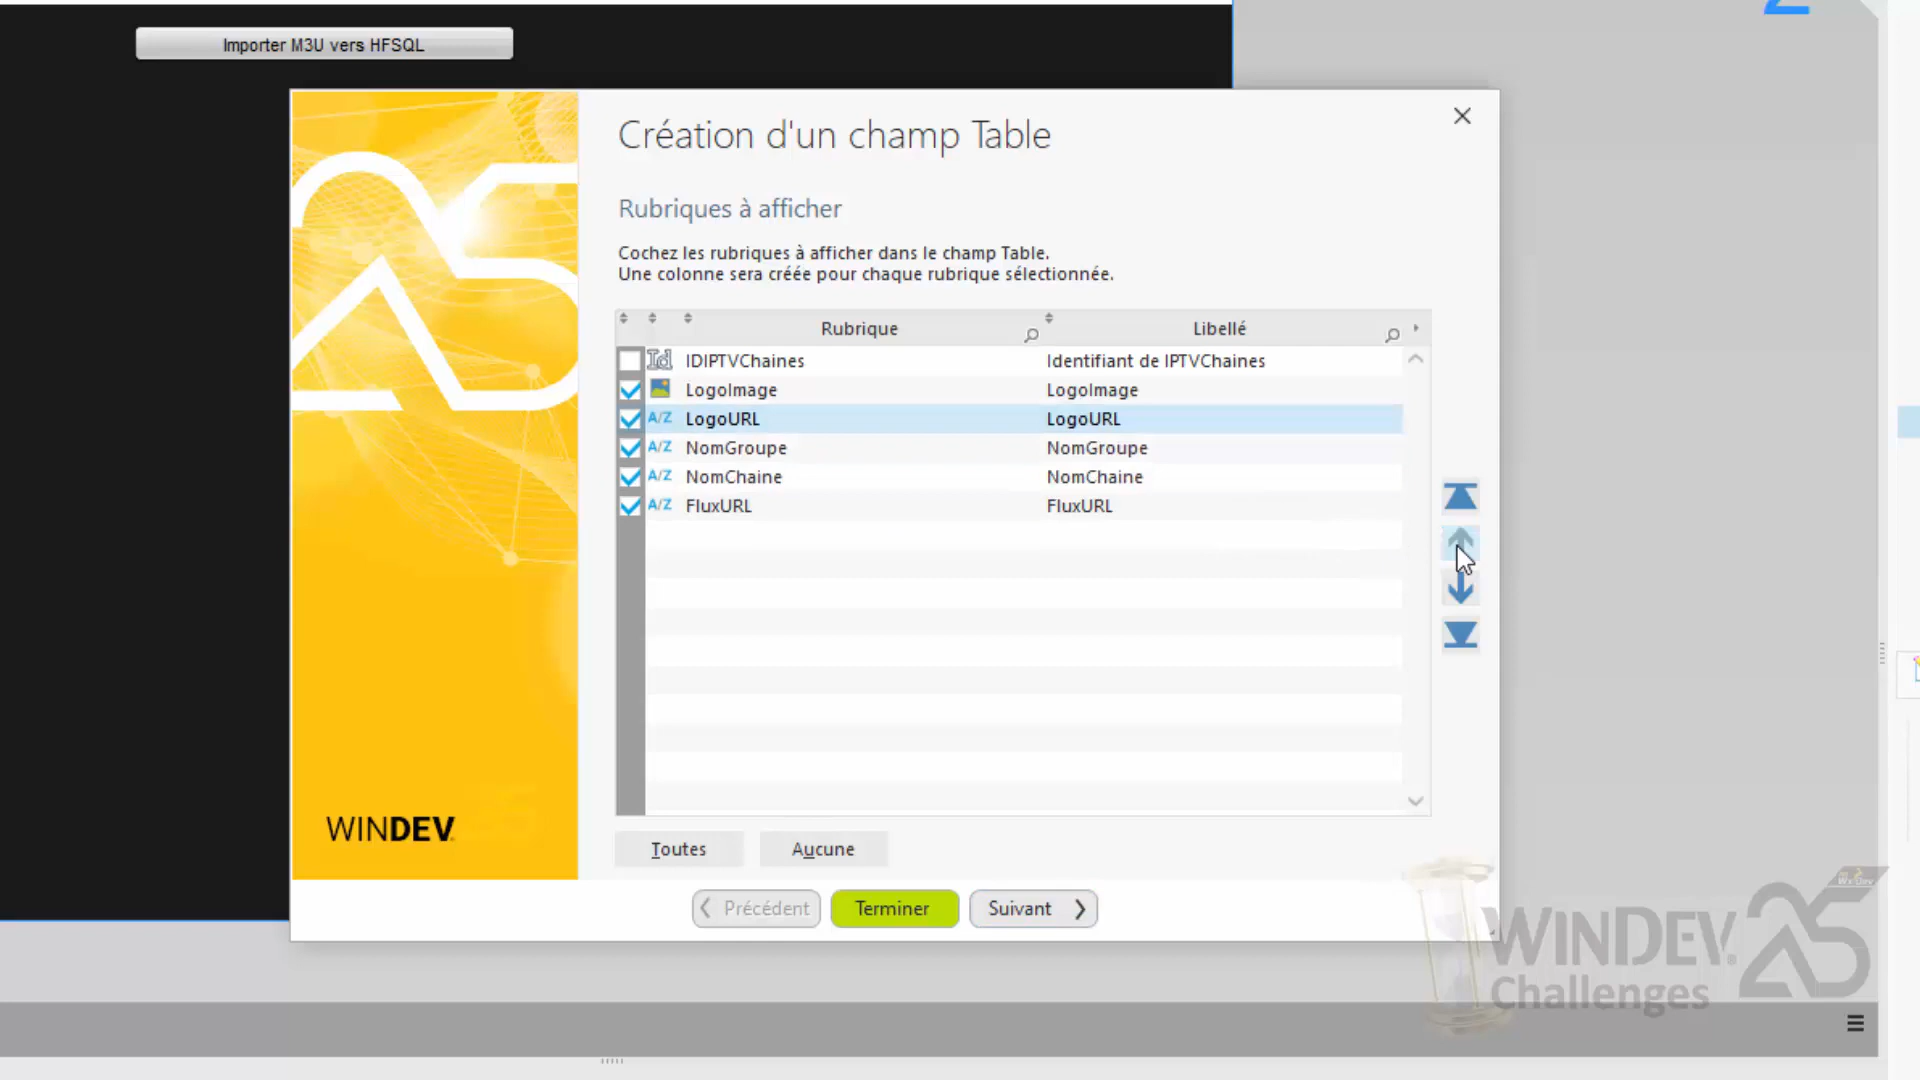 Importer M3U vers HFSQL
Création d'un champ Table
Rubriques à afficher
Cochez les rubriques à afficher dans le champ Table.
Une colonne sera créée pour chaque rubrique sélectionnée.
Rubrique Libellé
Id IDIPTVChaines Identifiant de IPTVChaines
LogoImage LogoImage
A/Z LogoURL LogoURL
A/Z NomGroupe NomGroupe
A/Z NomChaine NomChaine
A/Z FluxURL FluxURL
WINDEV
Toutes Aucune
Précédent Terminer Suivant
WINDEV 25
Challenges